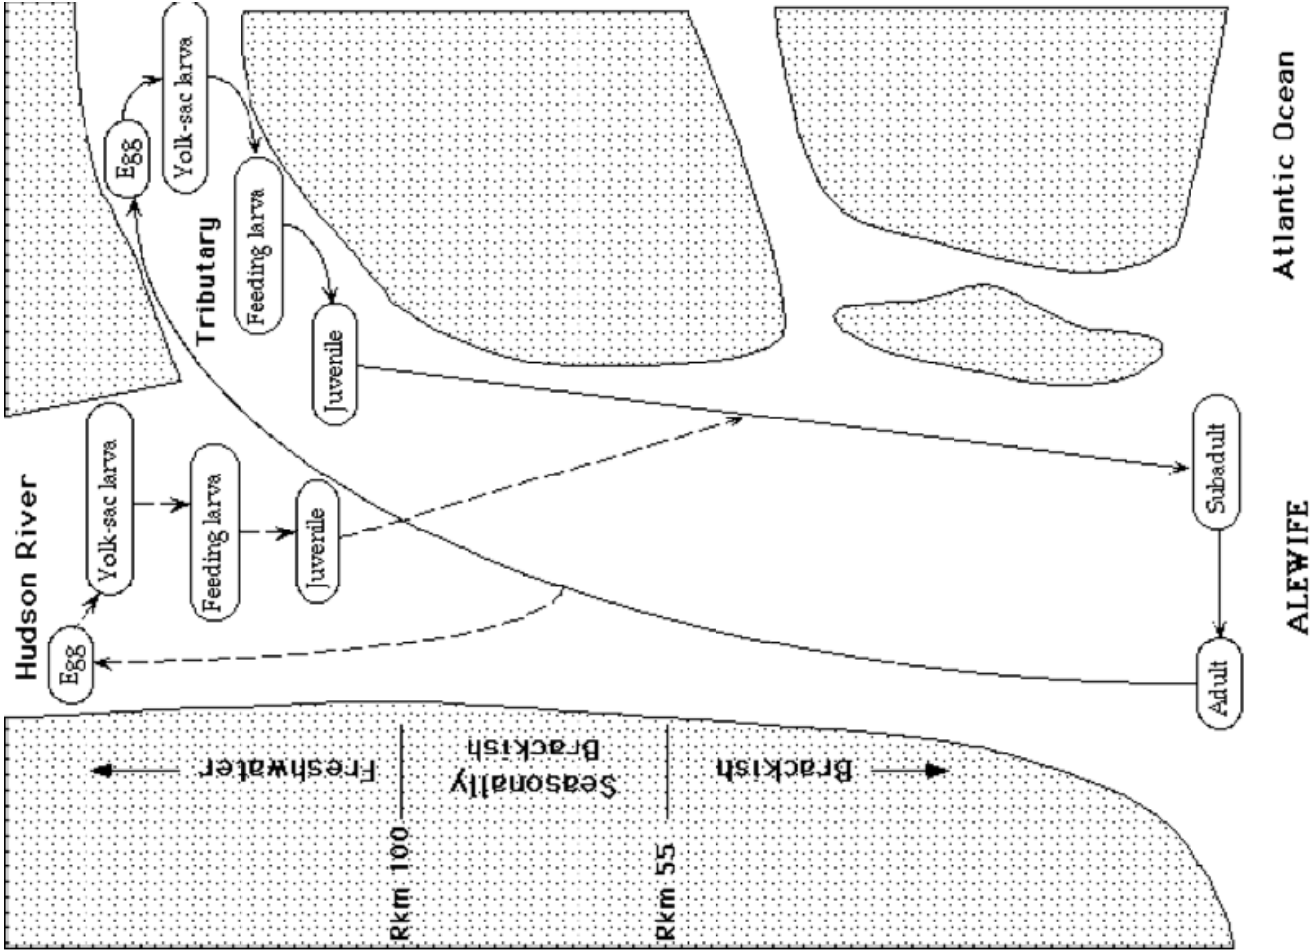 Hudson River
Egg
Yolk-sac larva
Feeding larva
Juvenile
Tributary
Egg
Yolk-sac larva
Feeding larva
Juvenile
Freshwater
Rkm 100
Seasonally
Brackish
Rkm 55
Brackish
Adult
Subadult
ALEWIFE
Atlantic Ocean